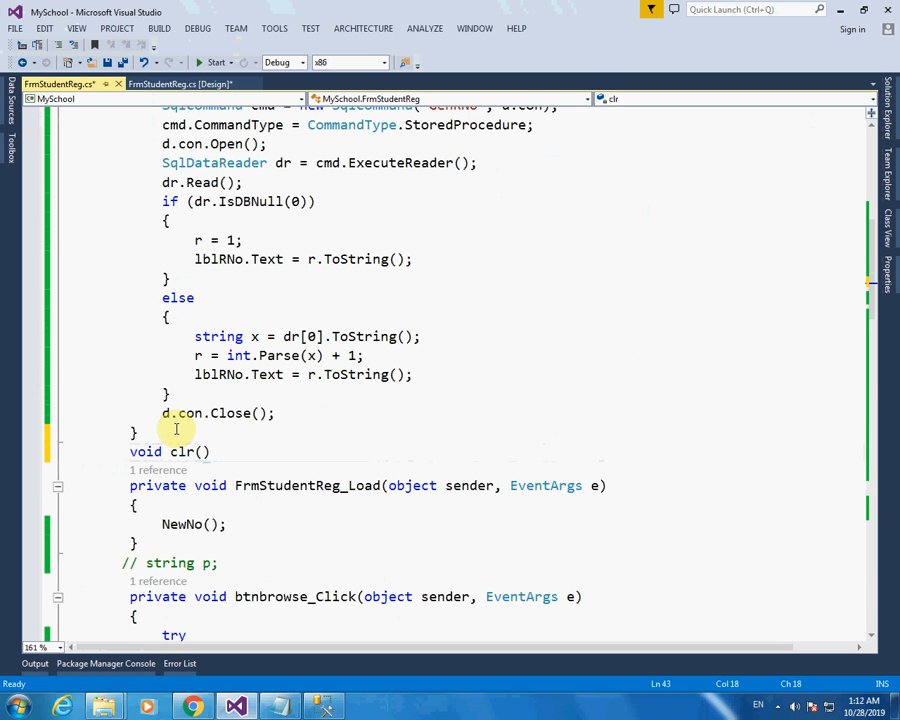 MySchool - Microsoft Visual Studio
Quick Launch (Ctrl+Q)
FILE EDIT VIEW PROJECT BUILD DEBUG TEAM TOOLS TEST ARCHITECTURE ANALYZE WINDOW HELP
Sign in
Start Debug x86
FrmStudentReg.cs* FrmStudentReg.cs [Design]*
MySchool MySchool.FrmStudentReg clr
cmd.CommandType = CommandType.StoredProcedure;
d.con.Open();
SqlDataReader dr = cmd.ExecuteReader();
dr.Read();
if (dr.IsDBNull(0))
{
r = 1;
lblRNo.Text = r.ToString();
}
else
{
string x = dr[0].ToString();
r = int.Parse(x) + 1;
lblRNo.Text = r.ToString();
}
d.con.Close();
}
void clr()
1 reference
private void FrmStudentReg_Load(object sender, EventArgs e)
{
NewNo();
}
// string p;
1 reference
private void btnbrowse_Click(object sender, EventArgs e)
{
try
Data Sources
Toolbox
Solution Explorer
Team Explorer
Class View
Properties
161 %
Output Package Manager Console Error List
Ready Ln 43 Col 18 Ch 18 INS
EN 1:12 AM
10/28/2019